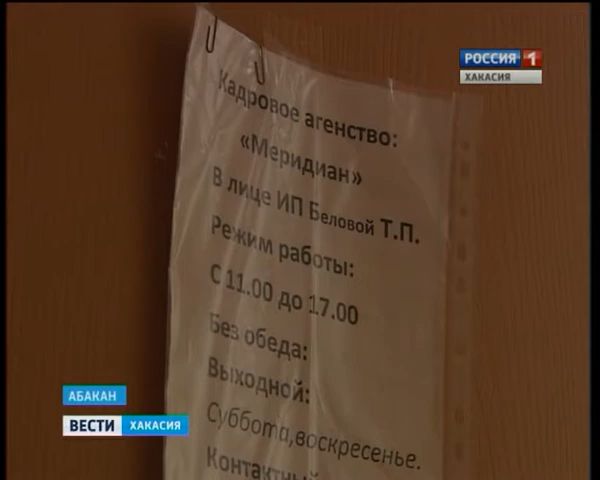 РОССИЯ 1
ХАКАСИЯ
Кадровое агенство:
«Меридиан»
В лице ИП Беловой Т.П.
Режим работы:
С 11.00 до 17.00
Без обеда:
Выходной:
Суббота,воскресенье.
Контактный
АБАКАН
ВЕСТИ ХАКАСИЯ